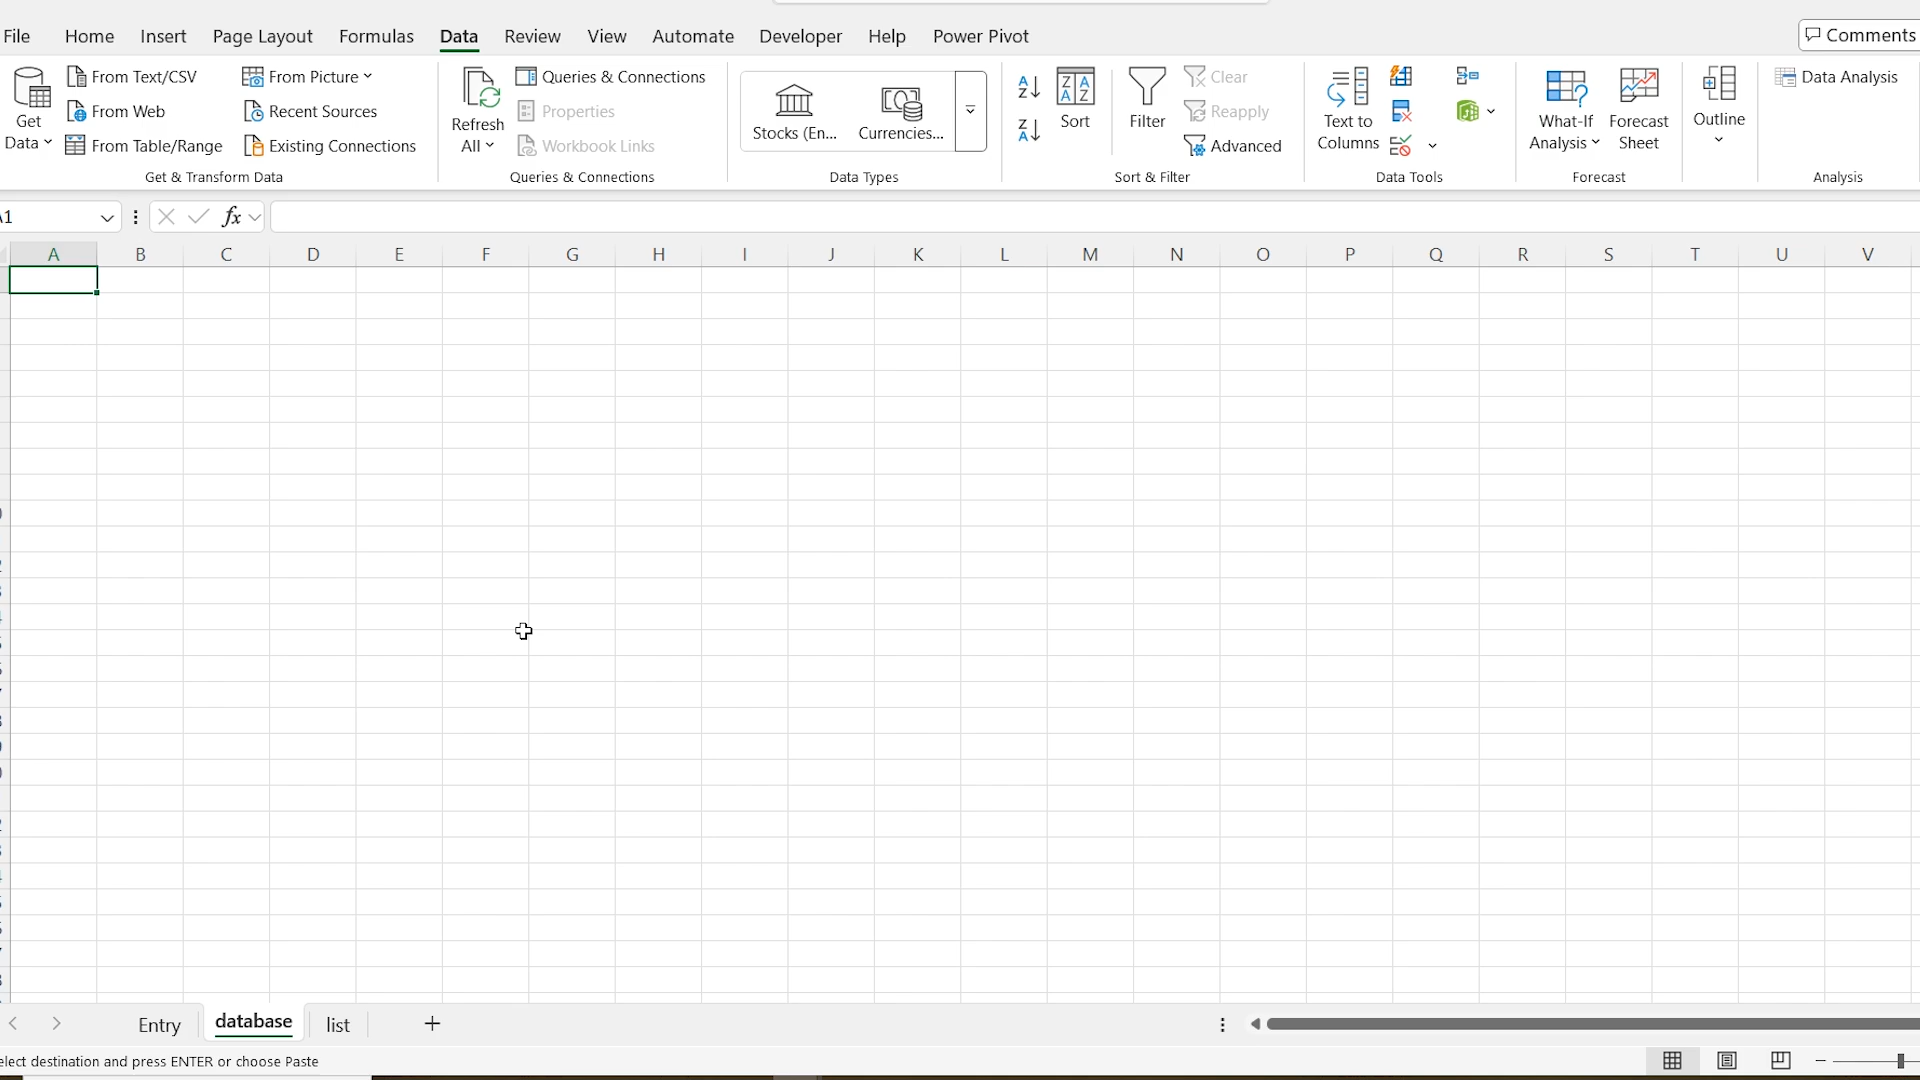 File Home Insert Page Layout Formulas Data Review View Automate Developer Help Power Pivot Comments
Get Data
From Text/CSV
From Web
From Table/Range
From Picture
Recent Sources
Existing Connections
Get & Transform Data
Refresh All
Queries & Connections
Properties
Workbook Links
Queries & Connections
Stocks (En...
Currencies...
Data Types
Sort
Filter
Clear
Reapply
Advanced
Sort & Filter
Text to
Columns
Data Tools
What-If
Analysis
Forecast
Sheet
Forecast
Outline
Data Analysis
Analysis
A1
fx
A B C D E F G H I J K L M N O P Q R S T U V
Entry database list
elect destination and press ENTER or choose Paste